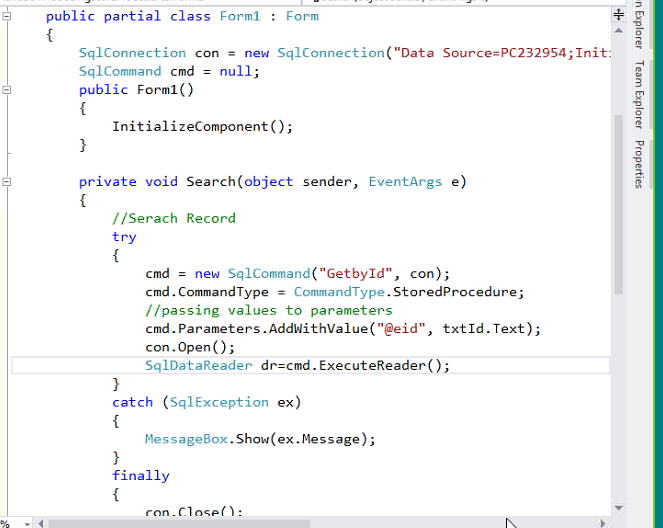 public partial class Form1 : Form
{
SqlConnection con = new SqlConnection("Data Source=PC232954;Initi
SqlCommand cmd = null;
public Form1()
{
InitializeComponent();
}
private void Search(object sender, EventArgs e)
{
//Serach Record
try
{
cmd = new SqlCommand("GetbyId", con);
cmd.CommandType = CommandType.StoredProcedure;
//passing values to parameters
cmd.Parameters.AddWithValue("@eid", txtId.Text);
con.Open();
SqlDataReader dr=cmd.ExecuteReader();
}
catch (SqlException ex)
{
MessageBox.Show(ex.Message);
}
finally
{
con.Close();
%
n Explorer
Team Explorer
Properties